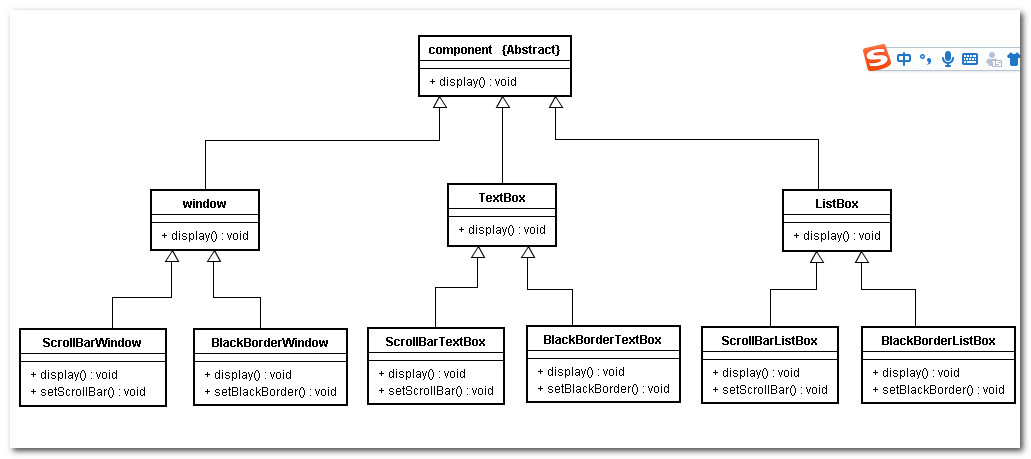 component {Abstract}
+ display() : void
中
window
+ display() : void
TextBox
+ display() : void
ListBox
+ display() : void
ScrollBarWindow
+ display() : void
+ setScrollBar() : void
BlackBorderWindow
+ display() : void
+ setBlackBorder() : void
ScrollBarTextBox
+ display() : void
+ setScrollBar() : void
BlackBorderTextBox
+ display() : void
+ setBlackBorder() : void
ScrollBarListBox
+ display() : void
+ setScrollBar() : void
BlackBorderListBox
+ display() : void
+ setBlackBorder() : void